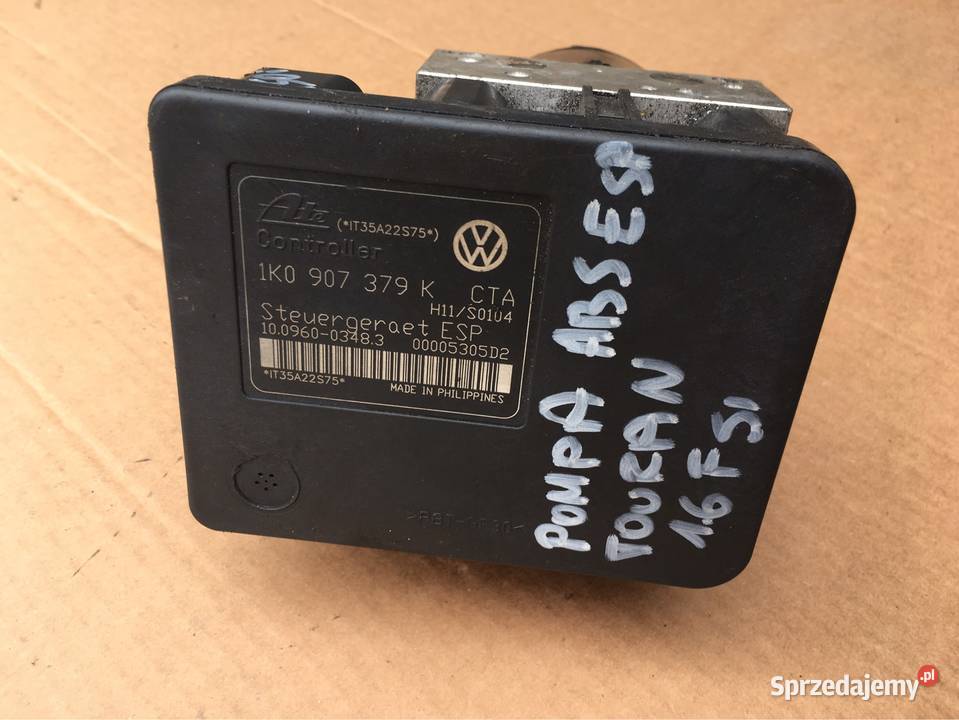 Ate
(*IT35A22S75*)
Controller
1K0 907 379 K CTA
H11/S0104
Steuergeraet ESP
10.0960-0348.3 00005305D2
*IT35A22S75*
MADE IN PHILIPPINES
POMPA ABS ESP
TOURAN
1.6 FSI
Sprzedajemy.pl